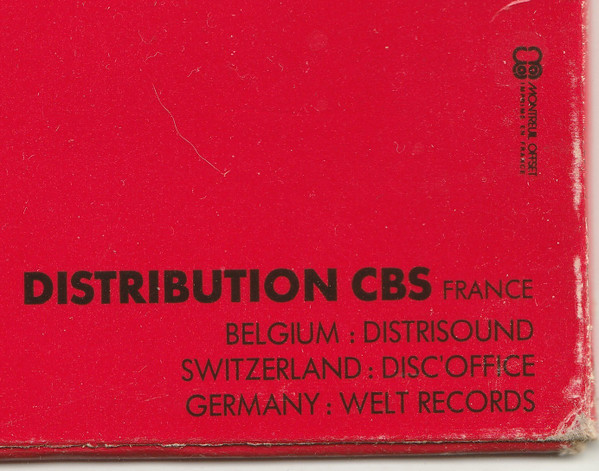 MONTREUIL OFFSET
IMPRIMÉ EN FRANCE
DISTRIBUTION CBS FRANCE
BELGIUM : DISTRISOUND
SWITZERLAND : DISC'OFFICE
GERMANY : WELT RECORDS